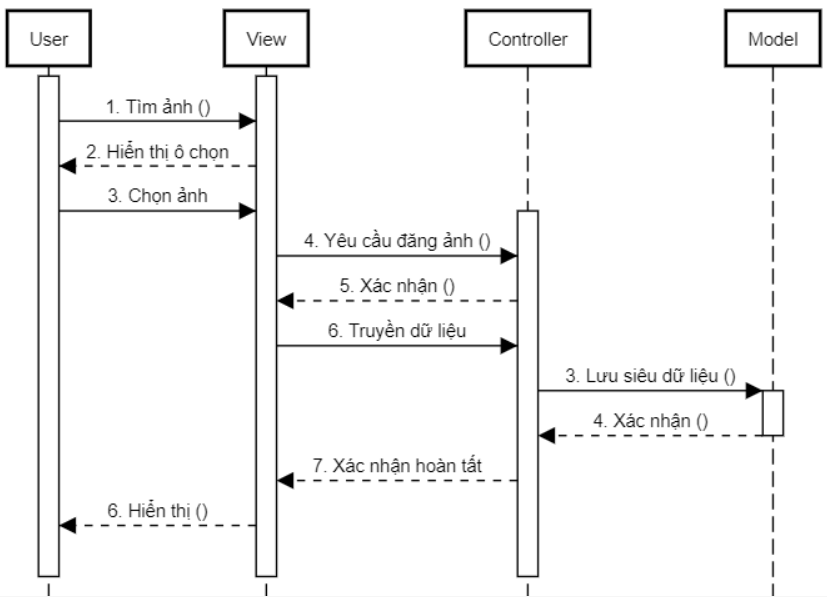 User
View
Controller
Model
1. Tìm ảnh ()
2. Hiển thị ô chọn
3. Chọn ảnh
4. Yêu cầu đăng ảnh ()
5. Xác nhận ()
6. Truyền dữ liệu
3. Lưu siêu dữ liệu ()
4. Xác nhận ()
7. Xác nhận hoàn tất
6. Hiển thị ()